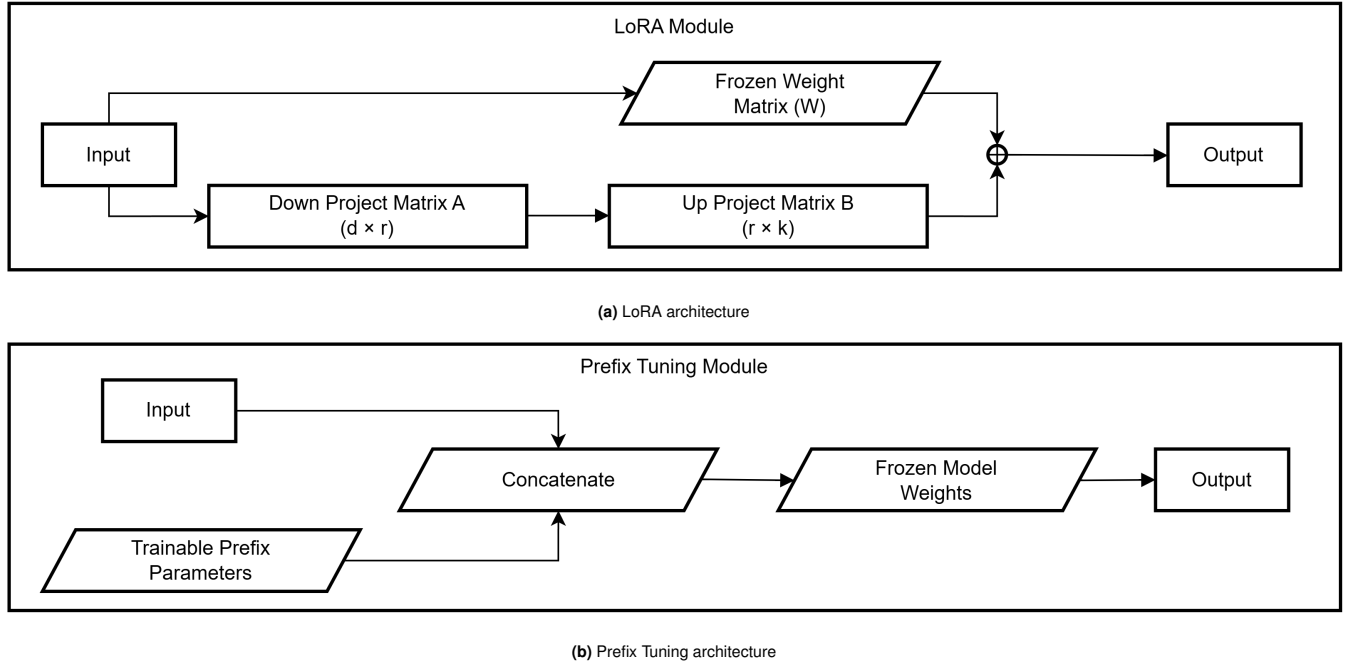 LoRA Module
Frozen Weight
Matrix (W)
Input
Output
Down Project Matrix A
(d × r)
Up Project Matrix B
(r × k)
(a) LoRA architecture
Prefix Tuning Module
Input
Concatenate
Frozen Model
Weights
Output
Trainable Prefix
Parameters
(b) Prefix Tuning architecture